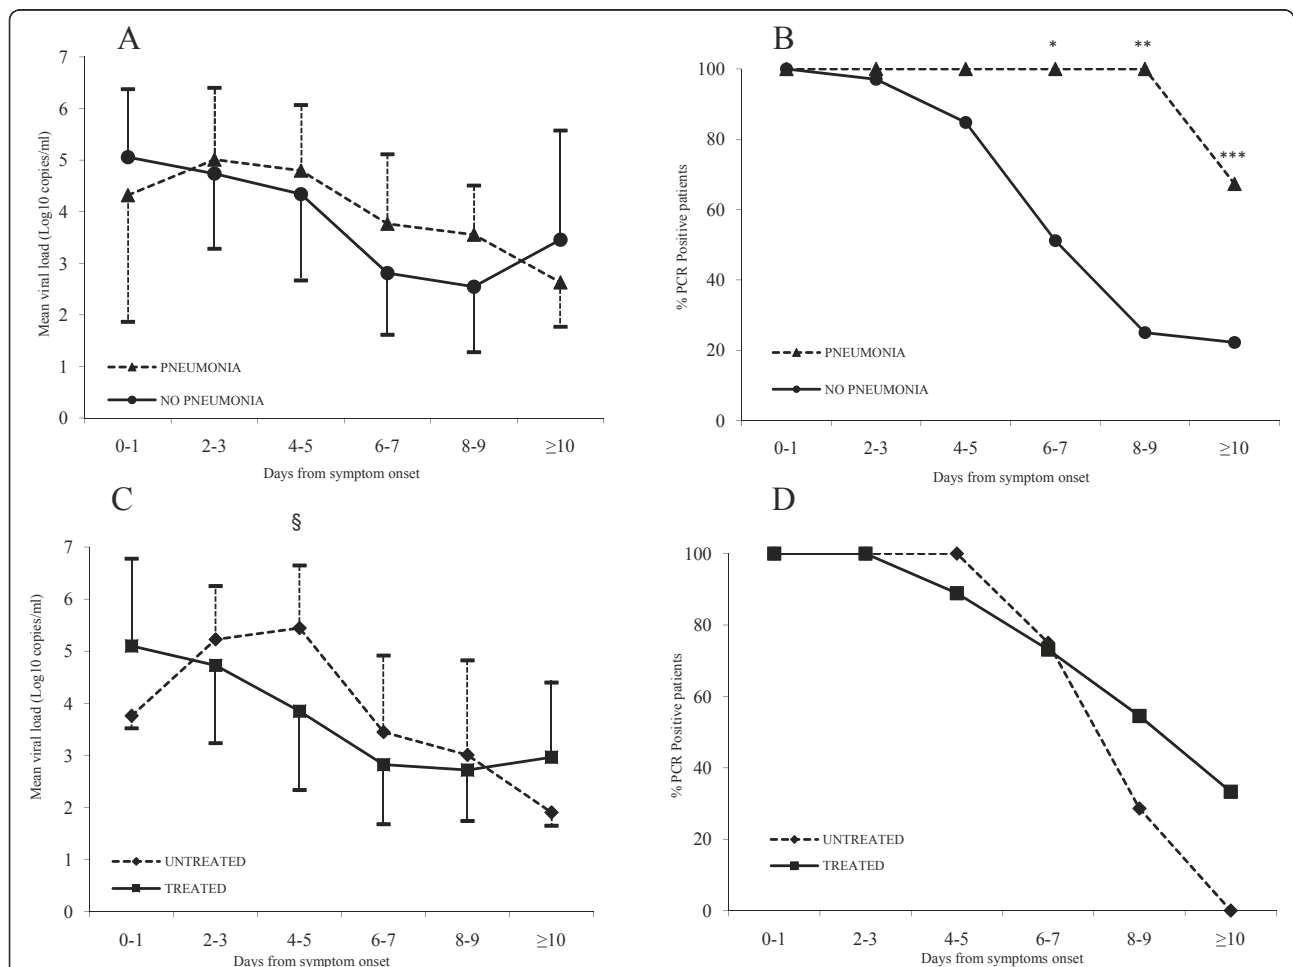 A
Mean viral load (Log10 copies/ml)
7
6
5
4
3
2
1
0
PNEUMONIA
NO PNEUMONIA
0-1 2-3 4-5 6-7 8-9 ≥10
Days from symptom onset
B
% PCR Positive patients
100
80
60
40
20
0
* **
***
PNEUMONIA
NO PNEUMONIA
0-1 2-3 4-5 6-7 8-9 ≥10
Days from symptom onset
C
§
Mean viral load (Log10 copies/ml)
7
6
5
4
3
2
1
0
UNTREATED
TREATED
0-1 2-3 4-5 6-7 8-9 ≥10
Days from symptom onset
D
% PCR Positive patients
100
80
60
40
20
0
UNTREATED
TREATED
0-1 2-3 4-5 6-7 8-9 ≥10
Days from symptoms onset